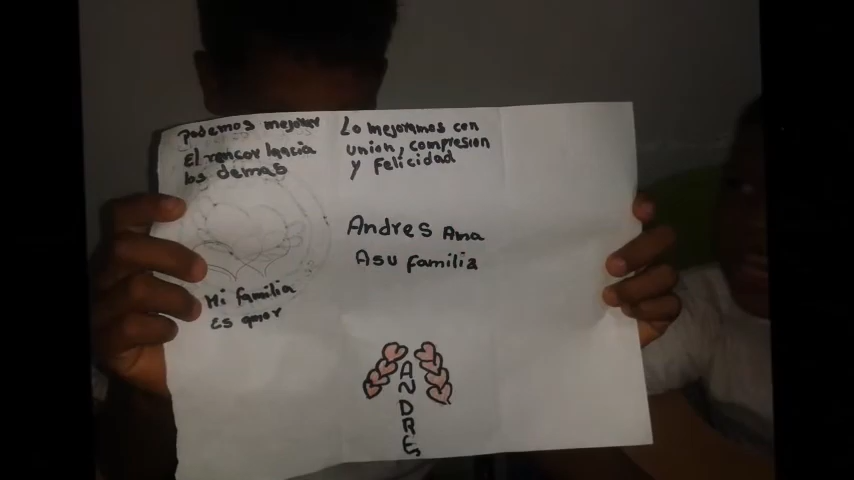 podemos mejorar
El rencor hacia
los demas
Mi familia
Es amor
Lo mejoramos con
union, compresion
y Felicidad
Andres Ama
Asu familia
ANDRES